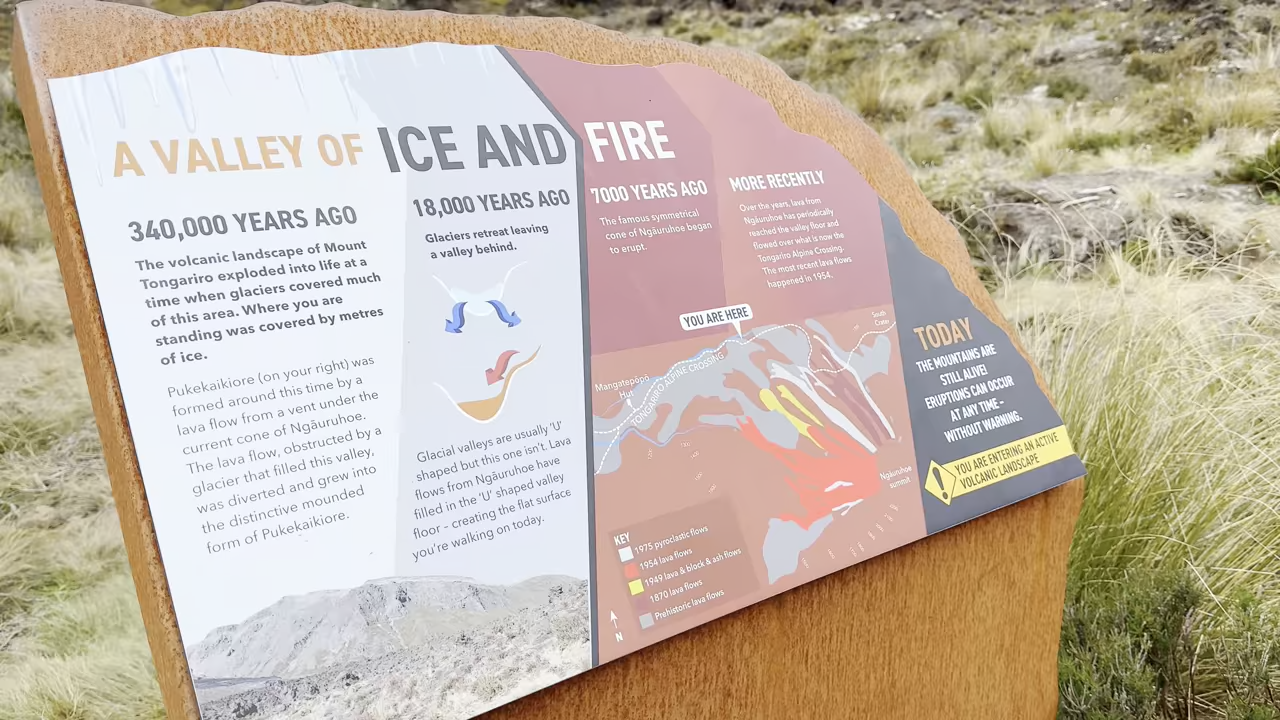 A VALLEY OF ICE AND FIRE
340,000 YEARS AGO
The volcanic landscape of Mount
Tongariro exploded into life at a
time when glaciers covered much
of this area. Where you are
standing was covered by metres
of ice.
Pukekaikiore (on your right) was
formed around this time by a
lava flow from a vent under the
current cone of Ngāuruhoe.
The lava flow, obstructed by a
glacier that filled this valley,
was diverted and grew into
the distinctive mounded
form of Pukekaikiore.
18,000 YEARS AGO
Glaciers retreat leaving
a valley behind.
Glacial valleys are usually 'U'
shaped but this one isn't. Lava
flows from Ngāuruhoe have
filled in the 'U' shaped valley
floor – creating the flat surface
you're walking on today.
7000 YEARS AGO
The famous symmetrical
cone of Ngāuruhoe began
to erupt.
MORE RECENTLY
Over the years, lava from
Ngāuruhoe has periodically
reached the valley floor and
flowed over what is now the
Tongariro Alpine Crossing.
The most recent lava flows
happened in 1954.
YOU ARE HERE
South
Crater
Mangatepōpō
Hut
TONGARIRO ALPINE CROSSING
Ngāuruhoe
summit
KEY
1975 pyroclastic flows
1954 lava flows
1949 lava & block & ash flows
1870 lava flows
Prehistoric lava flows
N
TODAY
THE MOUNTAINS ARE
STILL ALIVE!
ERUPTIONS CAN OCCUR
AT ANY TIME –
WITHOUT WARNING.
YOU ARE ENTERING AN ACTIVE
VOLCANIC LANDSCAPE